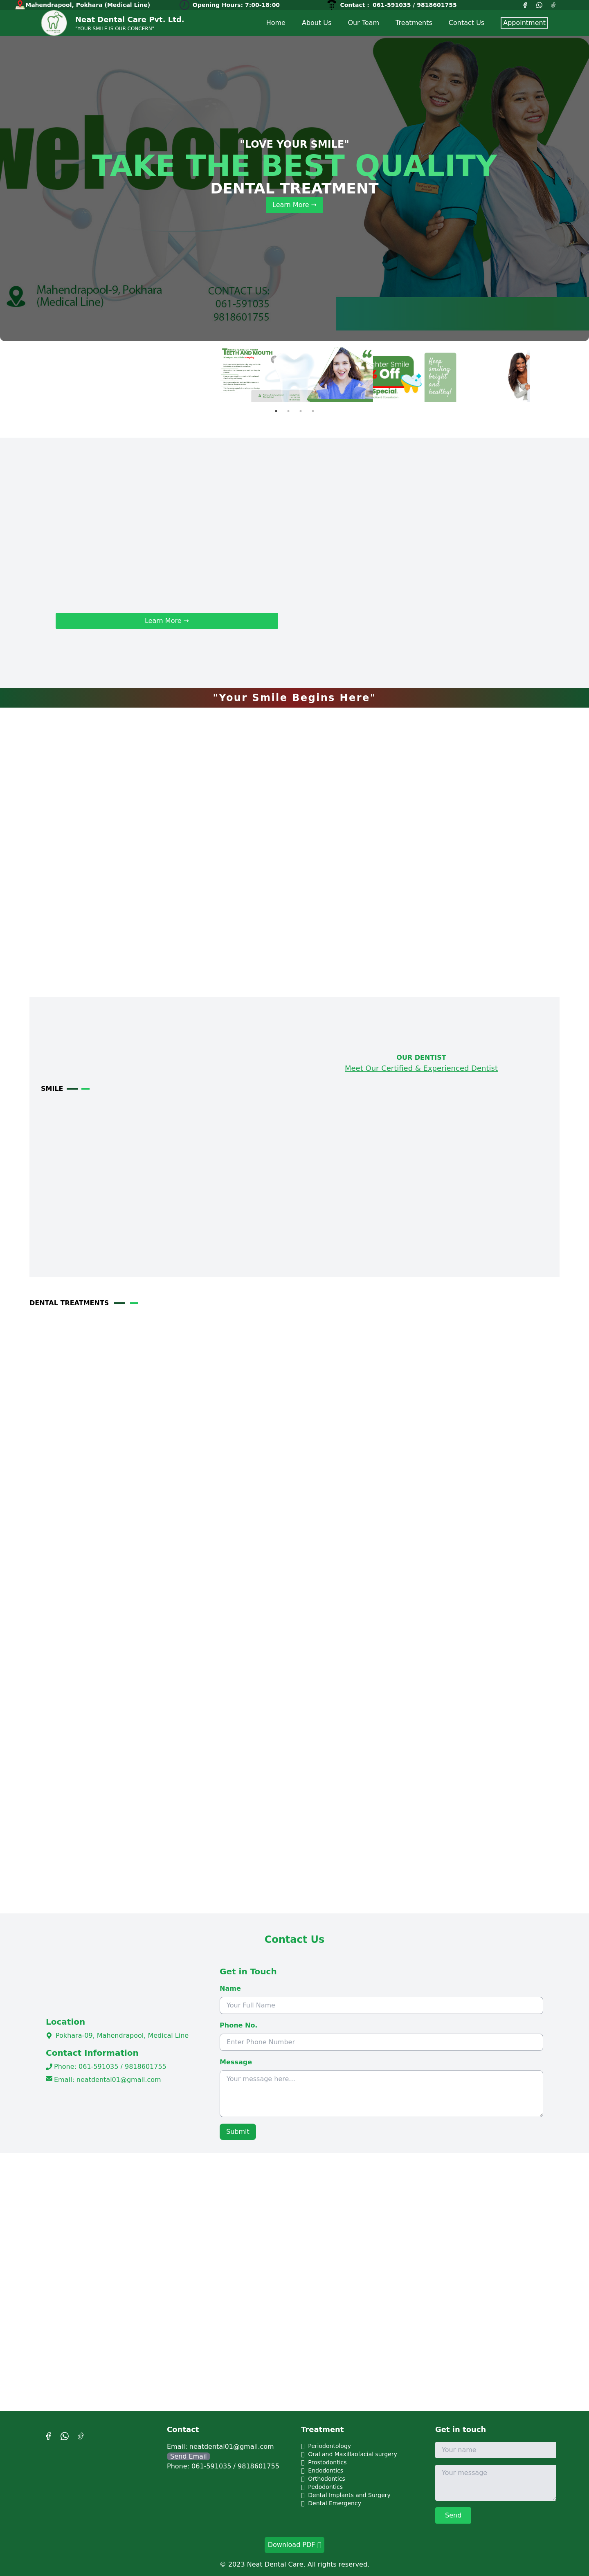 Mahendrapool, Pokhara (Medical Line)
Opening Hours: 7:00-18:00
Contact : 061-591035 / 9818601755
Neat Dental Care Pvt. Ltd.
"YOUR SMILE IS OUR CONCERN"
Home
About Us
Our Team
Treatments
Contact Us
Appointment
welcome
"LOVE YOUR SMILE"
TAKE THE BEST QUALITY
DENTAL TREATMENT
Learn More →
Mahendrapool-9, Pokhara
(Medical Line)
CONTACT US:
061-591035
9818601755
TEETH AND MOUTH
ghter Smile
Off
Special
Keep
smiling
bright
and
healthy!
Learn More →
"Your Smile Begins Here"
OUR DENTIST
Meet Our Certified & Experienced Dentist
SMILE
DENTAL TREATMENTS
Contact Us
Get in Touch
Name
Your Full Name
Phone No.
Enter Phone Number
Message
Your message here...
Submit
Location
Pokhara-09, Mahendrapool, Medical Line
Contact Information
Phone: 061-591035 / 9818601755
Email: neatdental01@gmail.com
Contact
Email: neatdental01@gmail.com
Send Email
Phone: 061-591035 / 9818601755
Treatment
Periodontology
Oral and Maxillaofacial surgery
Prostodontics
Endodontics
Orthodontics
Pedodontics
Dental Implants and Surgery
Dental Emergency
Get in touch
Your name
Your message
Send
Download PDF
© 2023 Neat Dental Care. All rights reserved.